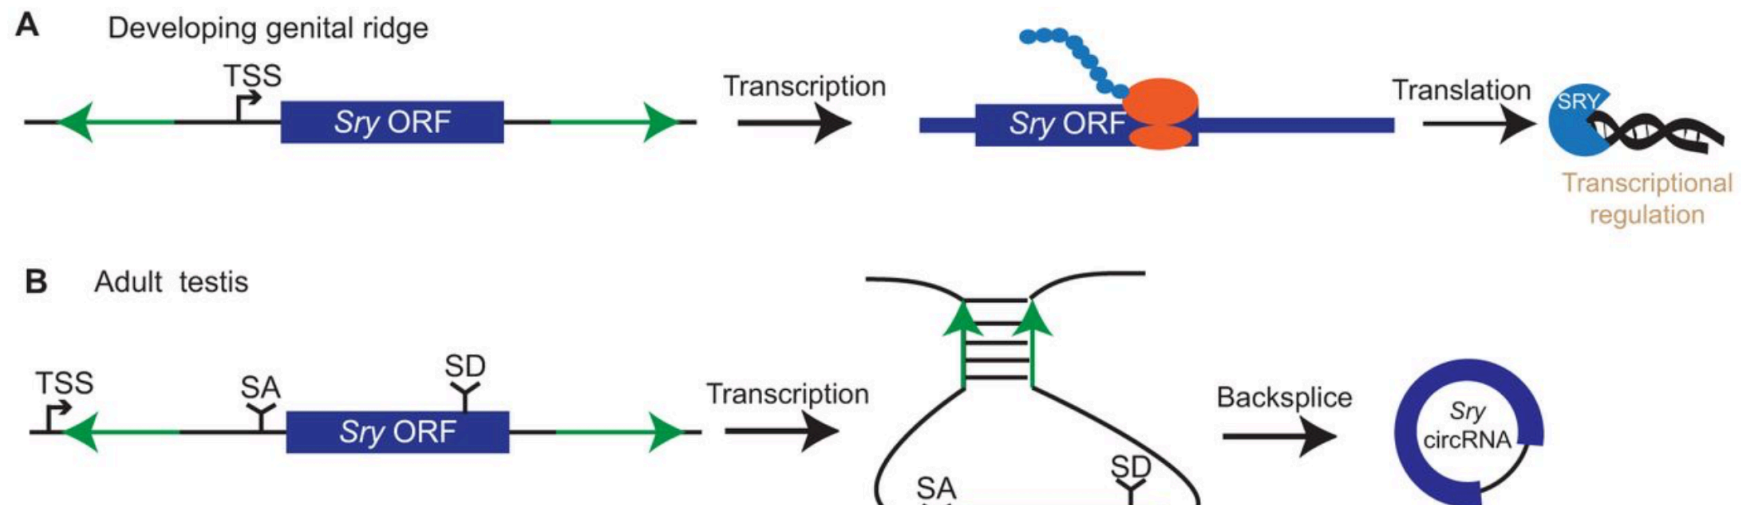 A Developing genital ridge
TSS
Sry ORF
Transcription
Sry ORF
Translation
SRY
Transcriptional
regulation
B Adult testis
TSS
SA
SD
Sry ORF
Transcription
SA
SD
Backsplice
Sry
circRNA